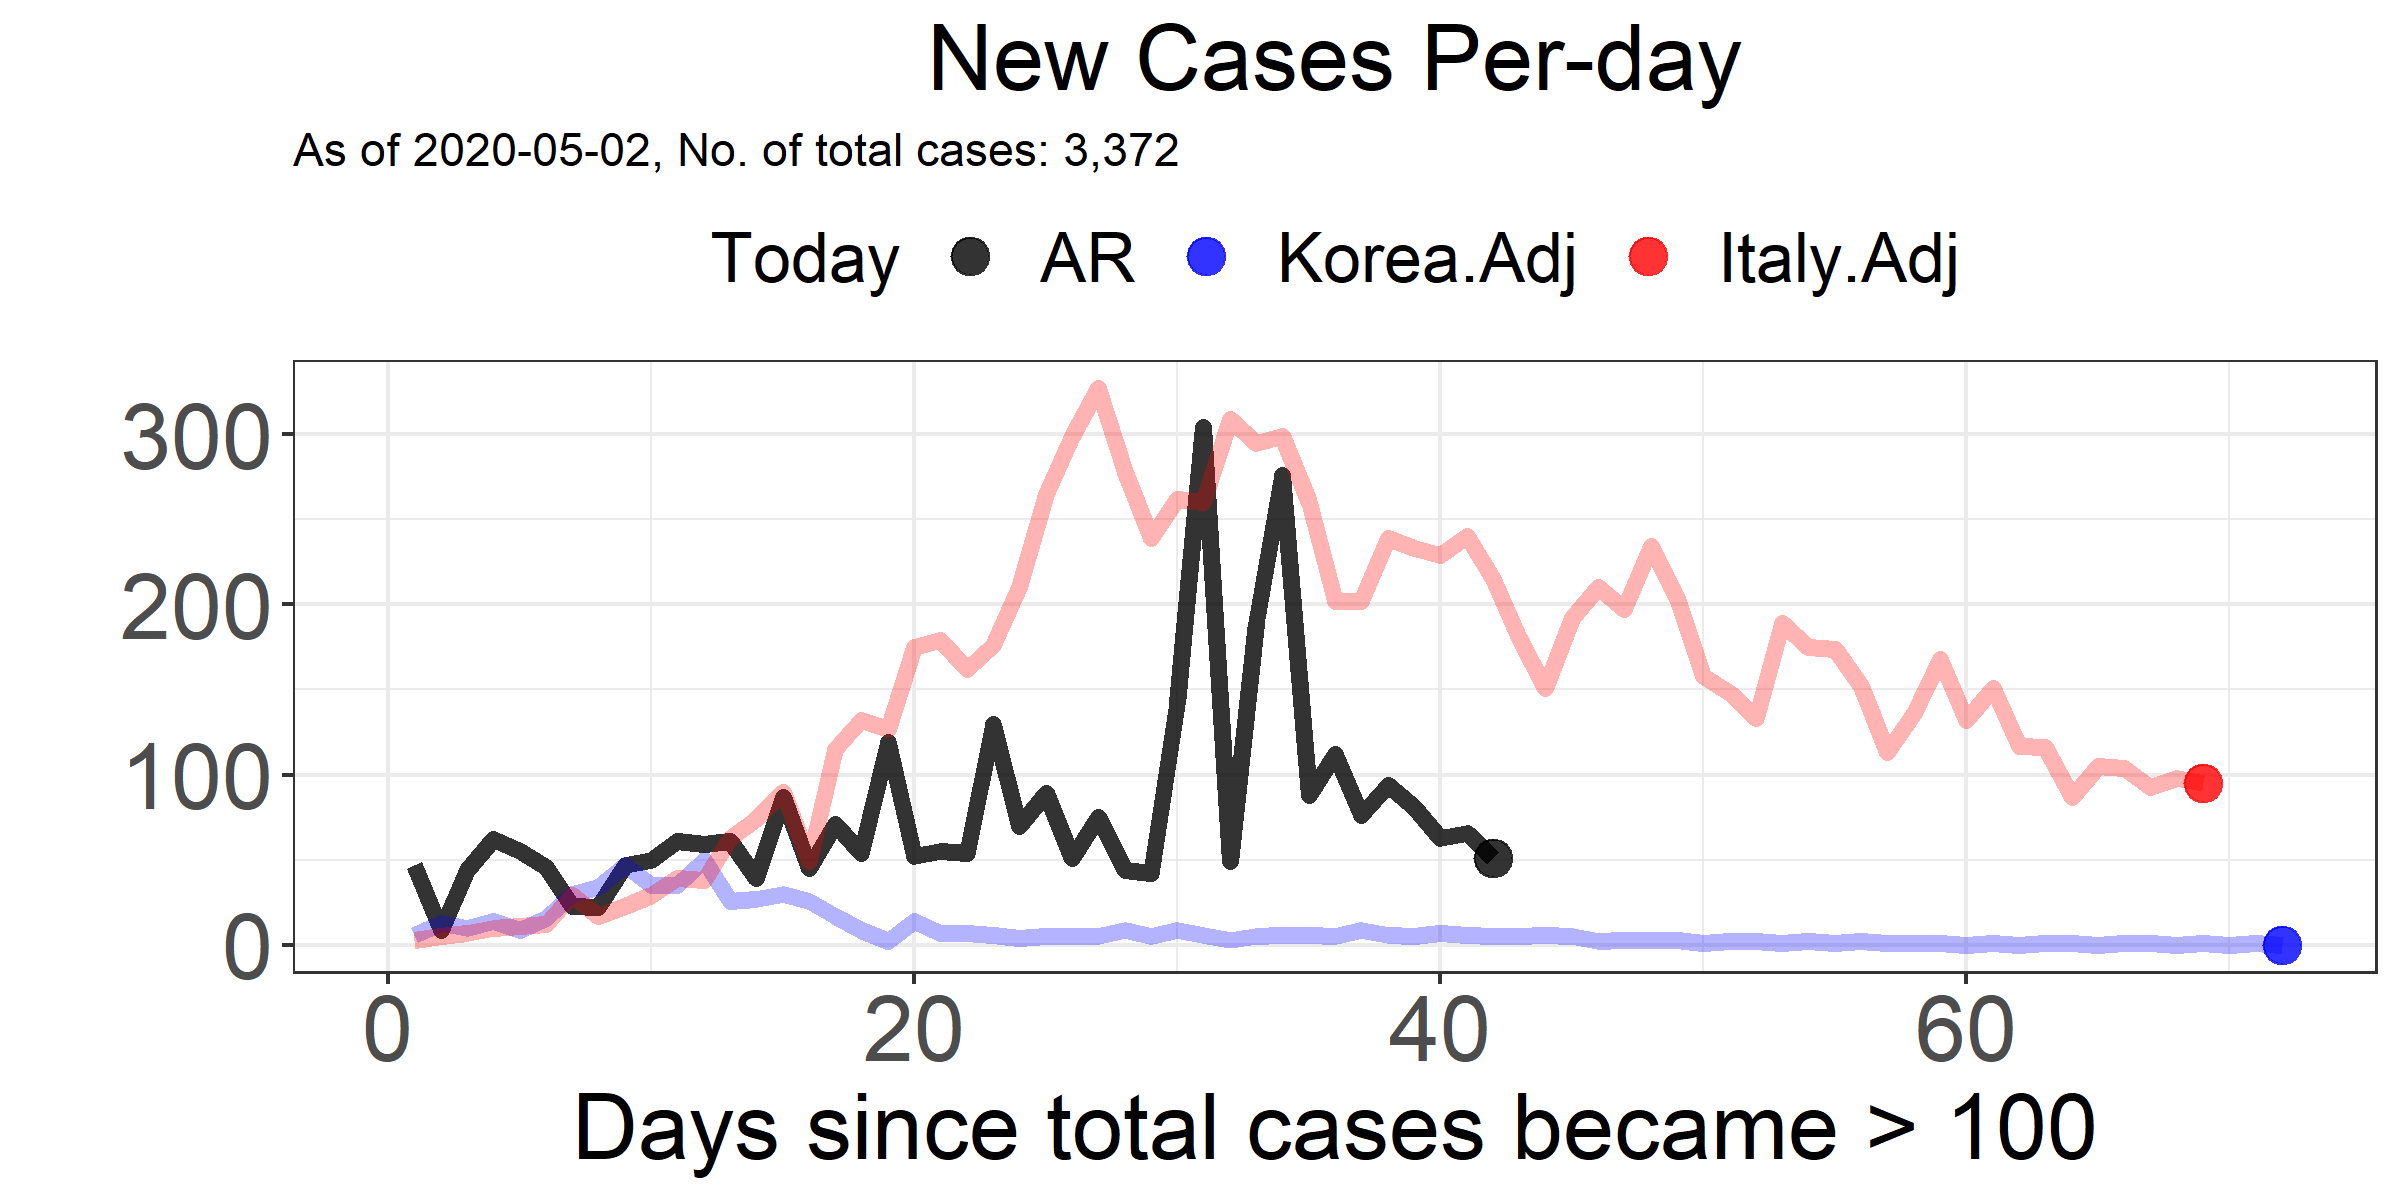 New Cases Per-day
As of 2020-05-02, No. of total cases: 3,372
Today AR Korea.Adj Italy.Adj
300
200
100
0
0 20 40 60
Days since total cases became > 100